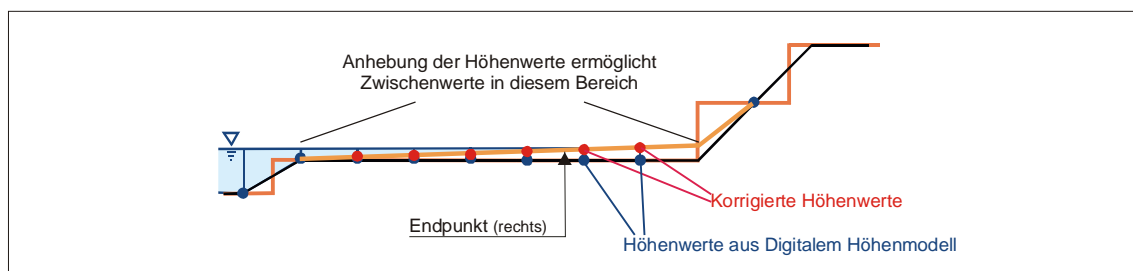 Anhebung der Höhenwerte ermöglicht
Zwischenwerte in diesem Bereich
Korrigierte Höhenwerte
Endpunkt (rechts)
Höhenwerte aus Digitalem Höhenmodell